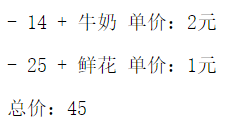 - 14 + 牛奶 单价：2元
- 25 + 鲜花 单价：1元
总价：45